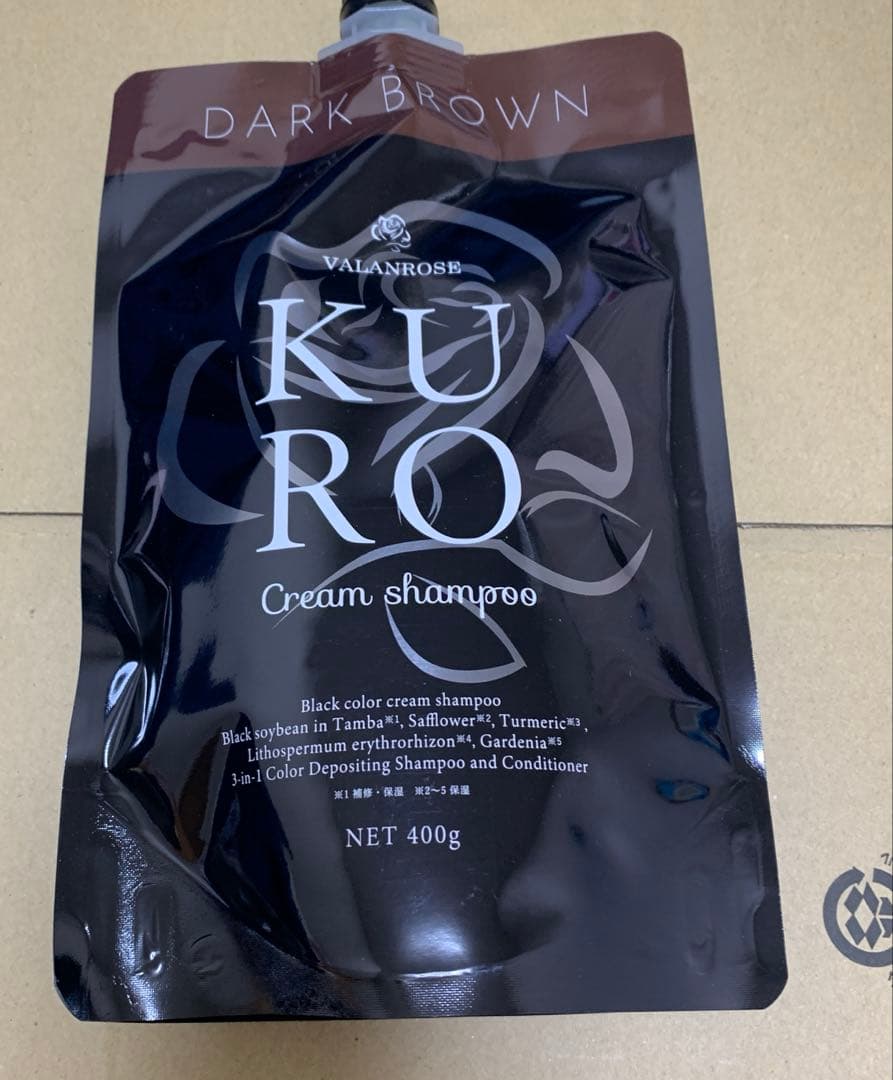 DARK BROWN
VALANROSE
KU
RO
Cream shampoo
Black color cream shampoo
Black soybean in Tamba※1, Safflower※2, Turmeric※3,
Lithospermum erythrorhizon※4, Gardenia※5
3-in-1 Color Depositing Shampoo and Conditioner
※1 補修・保湿 ※2〜5 保湿
NET 400g